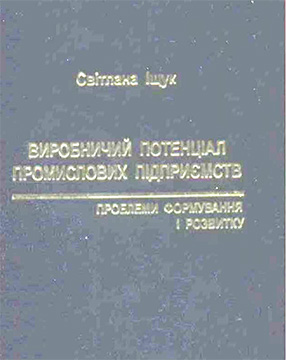 Світлана Іщук
ВИРОБНИЧИЙ ПОТЕНЦІАЛ
ПРОМИСЛОВИХ ПІДПРИЄМСТВ
ПРОБЛЕМИ ФОРМУВАННЯ
І РОЗВИТКУ